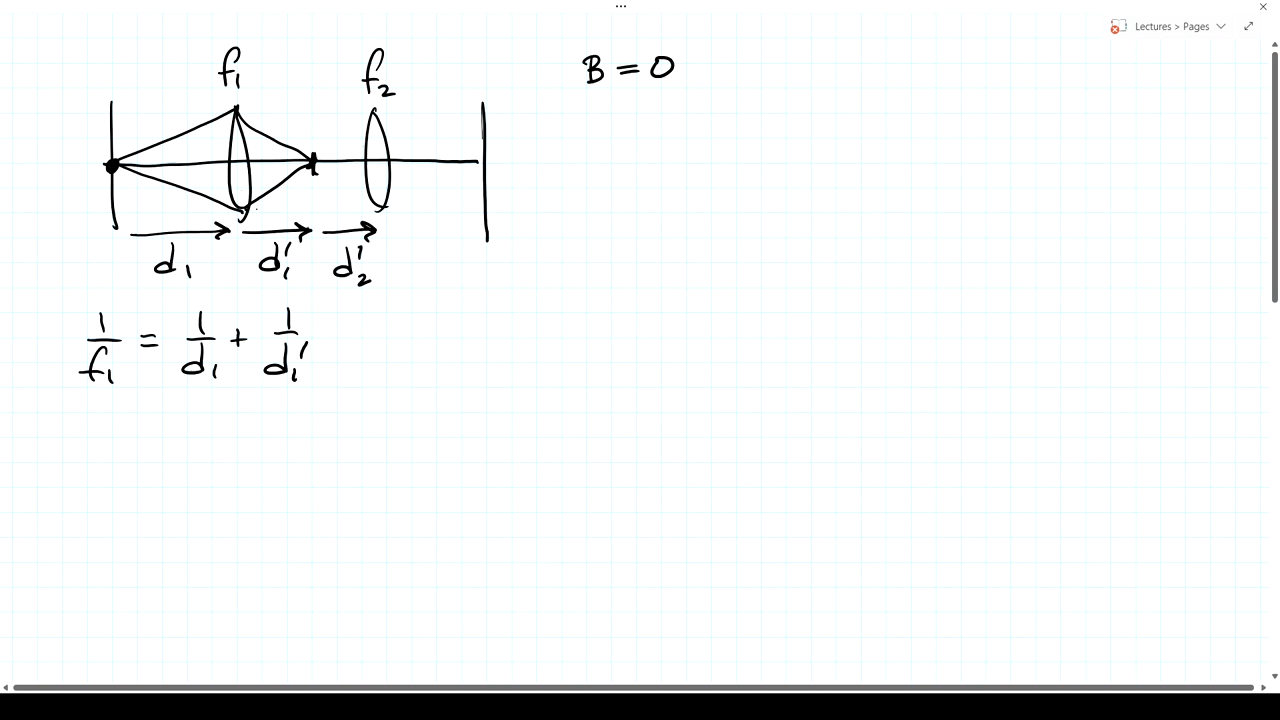 Lectures > Pages
f₁ f₂ B = 0
d₁ d₁′ d₂′
1/f₁ = 1/d₁ + 1/d₁′